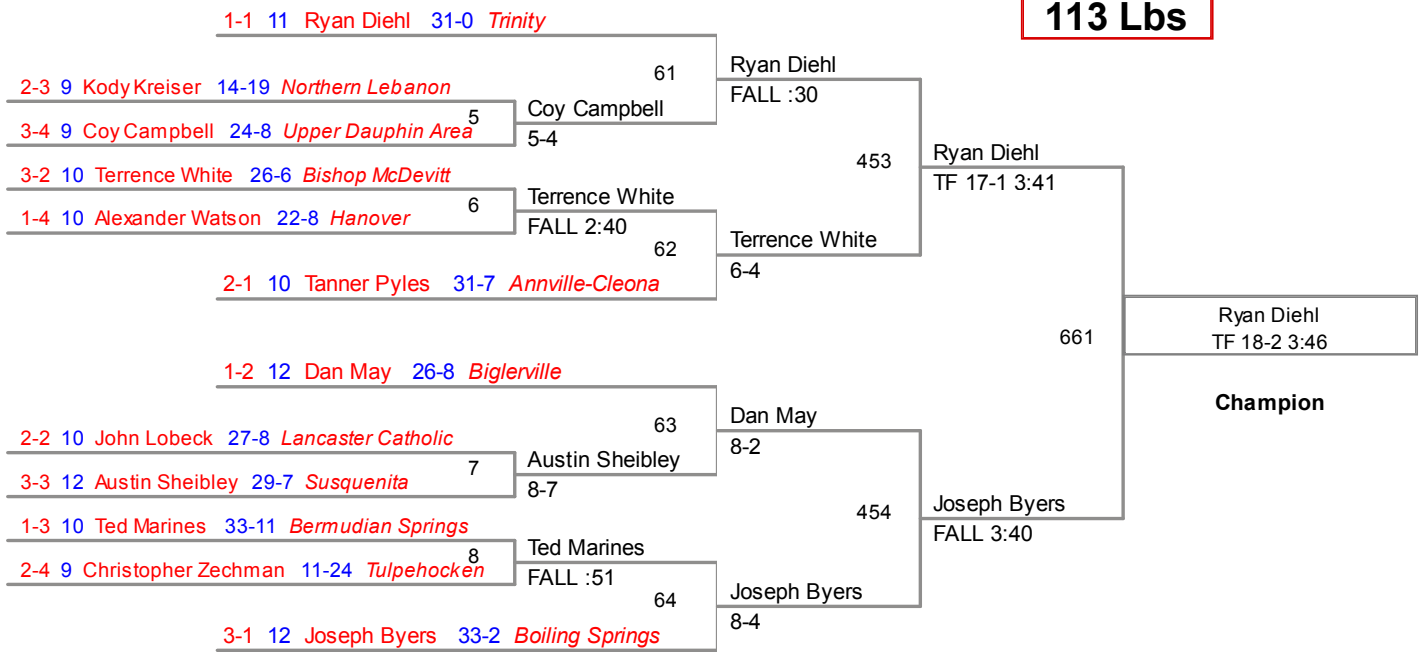 113 Lbs
1-1 11 Ryan Diehl 31-0 Trinity
61
Ryan Diehl
FALL :30
2-3 9 Kody Kreiser 14-19 Northern Lebanon
5
Coy Campbell
5-4
3-4 9 Coy Campbell 24-8 Upper Dauphin Area
453
Ryan Diehl
TF 17-1 3:41
3-2 10 Terrence White 26-6 Bishop McDevitt
6
Terrence White
FALL 2:40
1-4 10 Alexander Watson 22-8 Hanover
62
Terrence White
6-4
2-1 10 Tanner Pyles 31-7 Annville-Cleona
661
Ryan Diehl
TF 18-2 3:46
Champion
1-2 12 Dan May 26-8 Biglerville
63
Dan May
8-2
2-2 10 John Lobeck 27-8 Lancaster Catholic
7
Austin Sheibley
8-7
3-3 12 Austin Sheibley 29-7 Susquenita
454
Joseph Byers
FALL 3:40
1-3 10 Ted Marines 33-11 Bermudian Springs
8
Ted Marines
FALL :51
2-4 9 Christopher Zechman 11-24 Tulpehocken
64
Joseph Byers
8-4
3-1 12 Joseph Byers 33-2 Boiling Springs